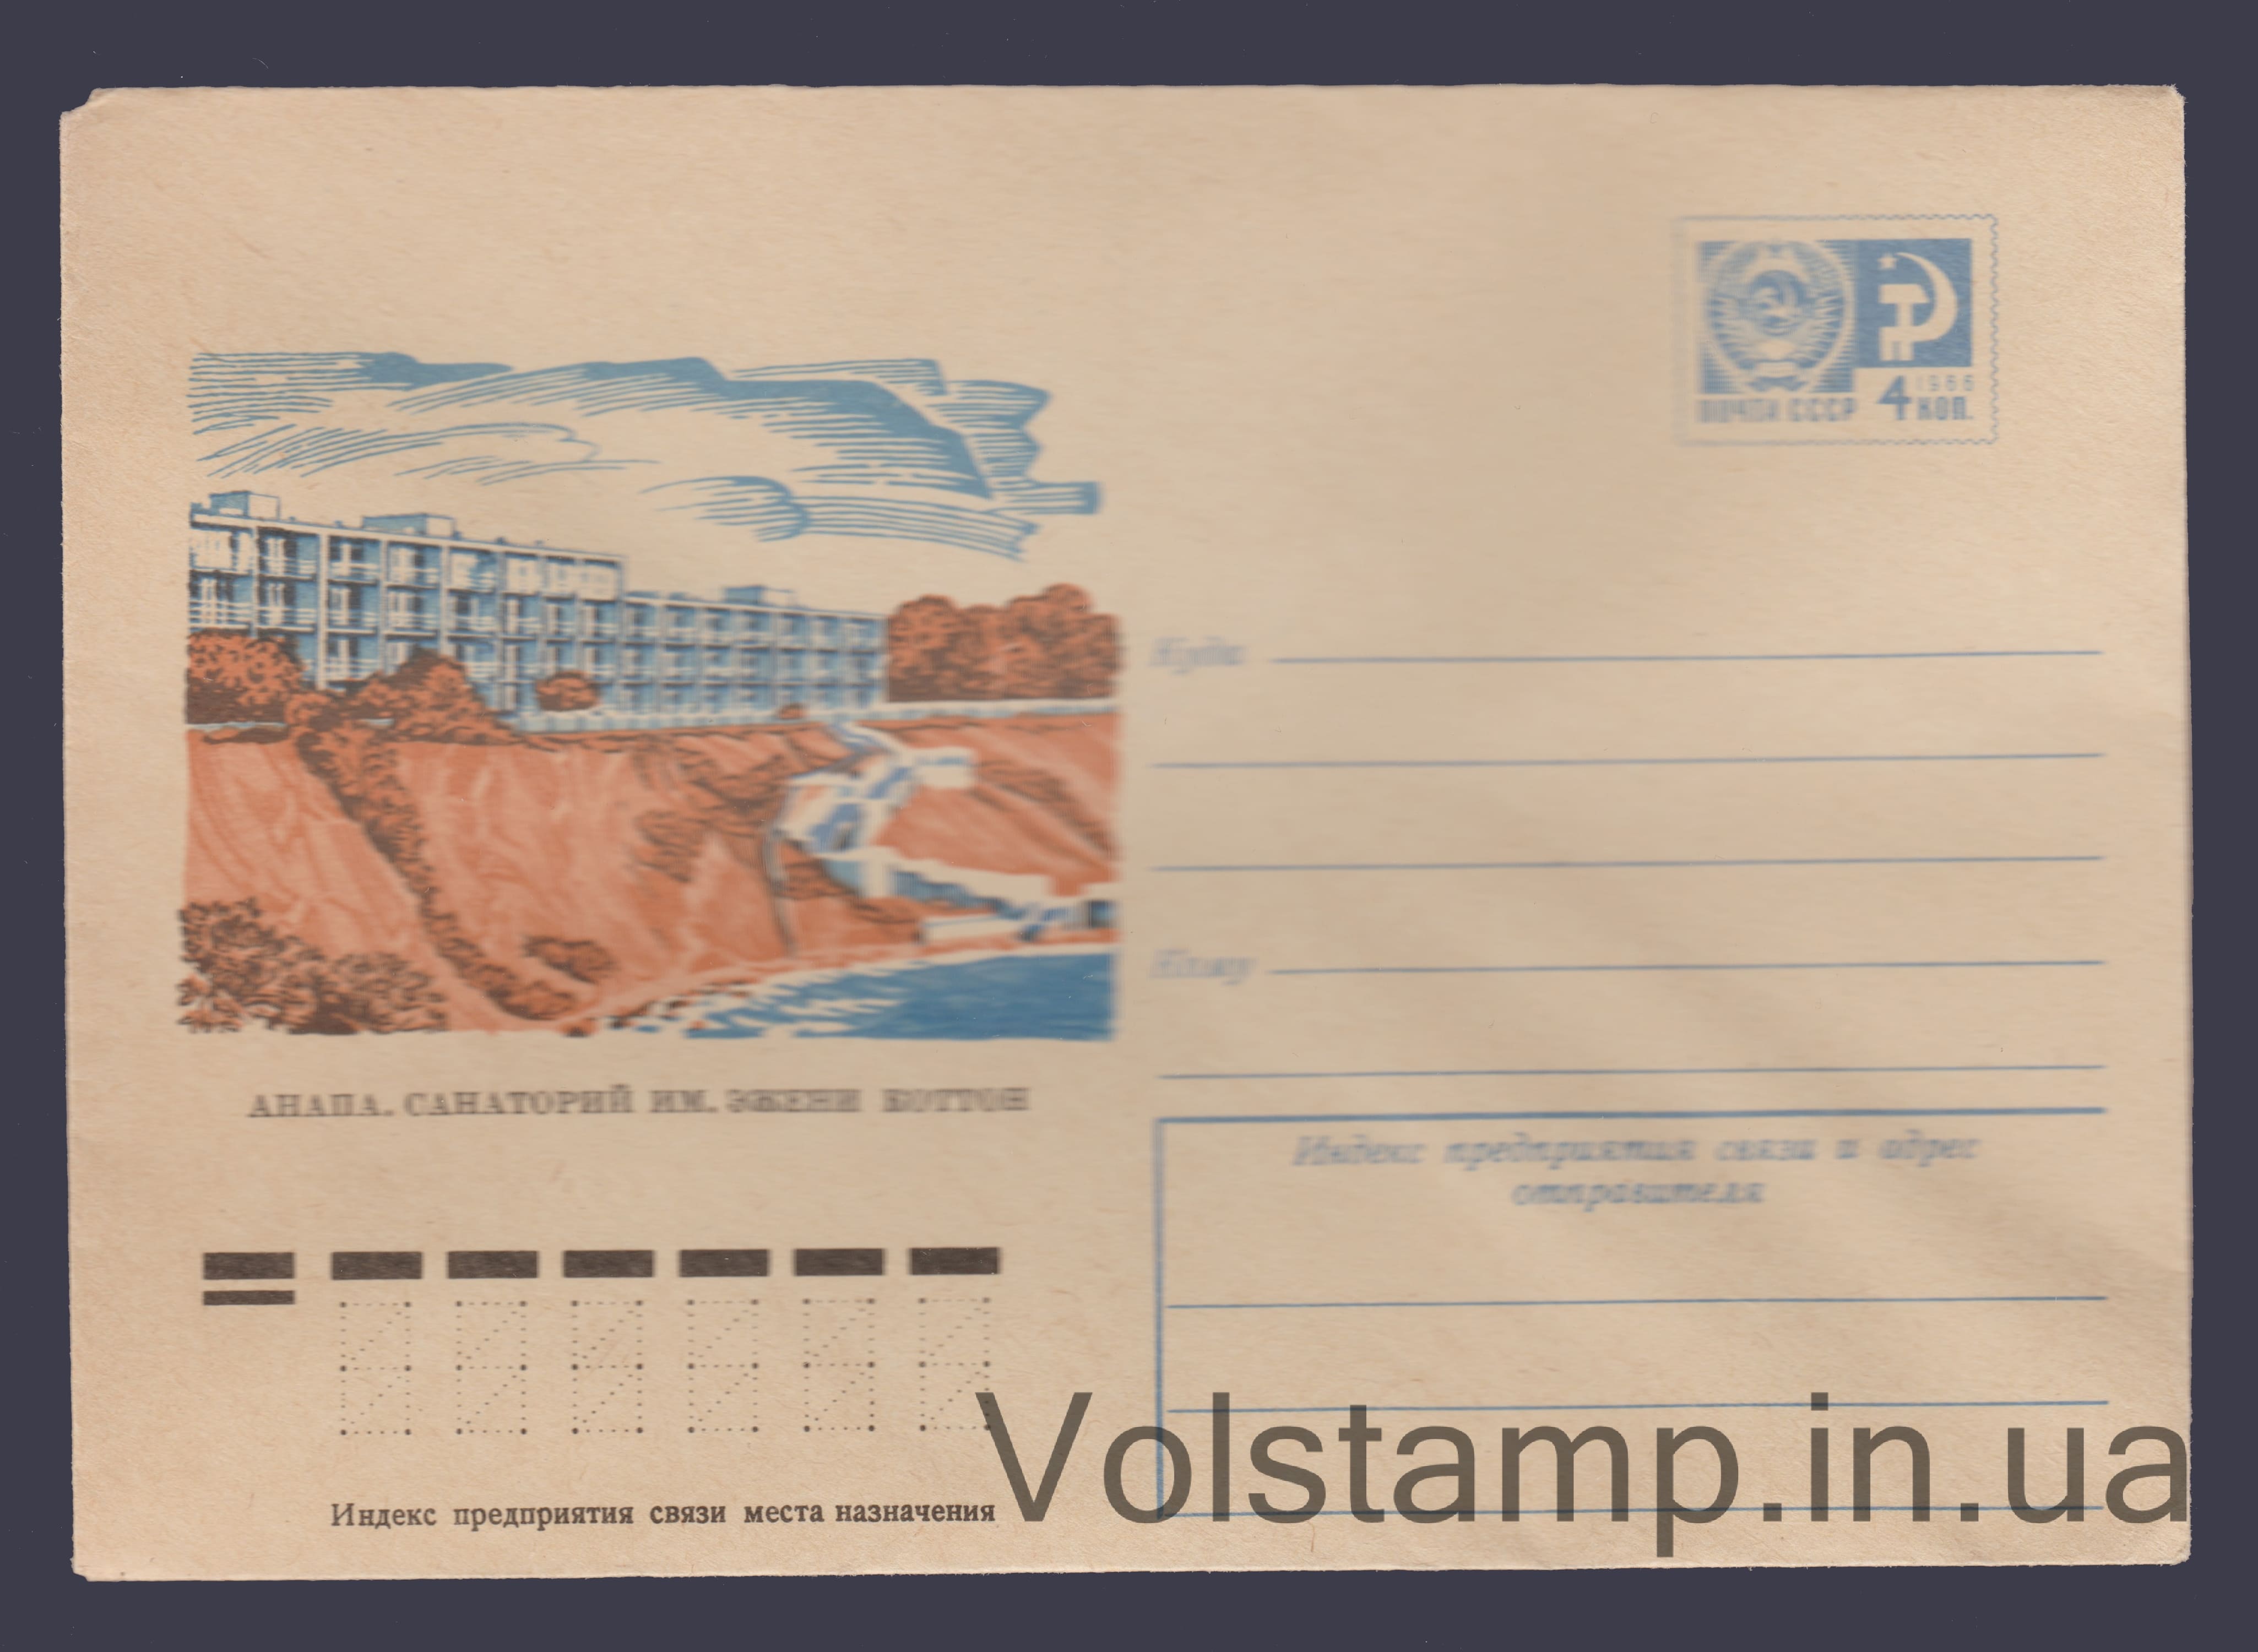 1966
ПОЧТА СССР 4 КОП.
Куда
Кому
АНАПА. САНАТОРИЙ ИМ. ЭЖЕНИ КОТТОН
Индекс предприятия связи и адрес
отправителя
Индекс предприятия связи места назначения
Volstamp.in.ua